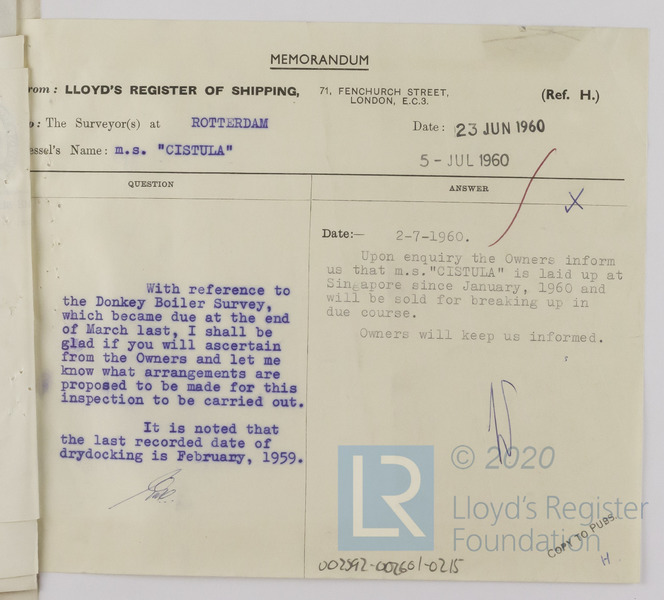 MEMORANDUM
rom: LLOYD'S REGISTER OF SHIPPING, 71, FENCHURCH STREET,
LONDON, E.C.3.
(Ref. H.)
o: The Surveyor(s) at ROTTERDAM
Date: 23 JUN 1960
essel's Name: m.s. "CISTULA"
5 - JUL 1960
QUESTION
With reference to
the Donkey Boiler Survey,
which became due at the end
of March last, I shall be
glad if you will ascertain
from the Owners and let me
know what arrangements are
proposed to be made for this
inspection to be carried out.
It is noted that
the last recorded date of
drydocking is February, 1959.
ANSWER
X
Date:- 2-7-1960.
Upon enquiry the Owners inform
us that m.s."CISTULA" is laid up at
Singapore since January, 1960 and
will be sold for breaking up in
due course.
Owners will keep us informed.
LR
© 2020
Lloyd's Register
Foundation
COPY TO PUBS
H
002592-002601-0215